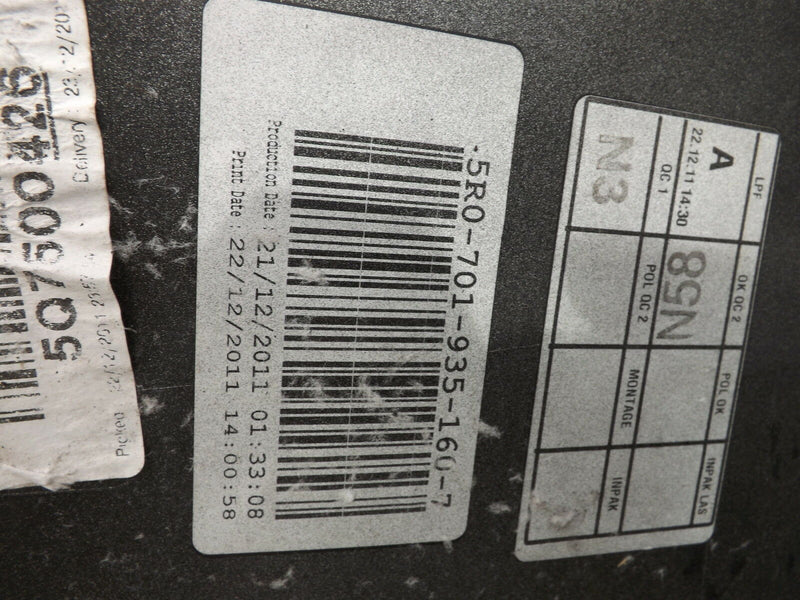 5Q7500426
5R0-701-935-160-7
Production Date : 21/12/2011 01:33:08
Print Date : 22/12/2011 14:00:58
LPF
OK QC 2
POL OK
INPAK LAS
A
22.12.11 14:30
N58
QC 1
POL QC 2
MONTAGE
INPAK
N3